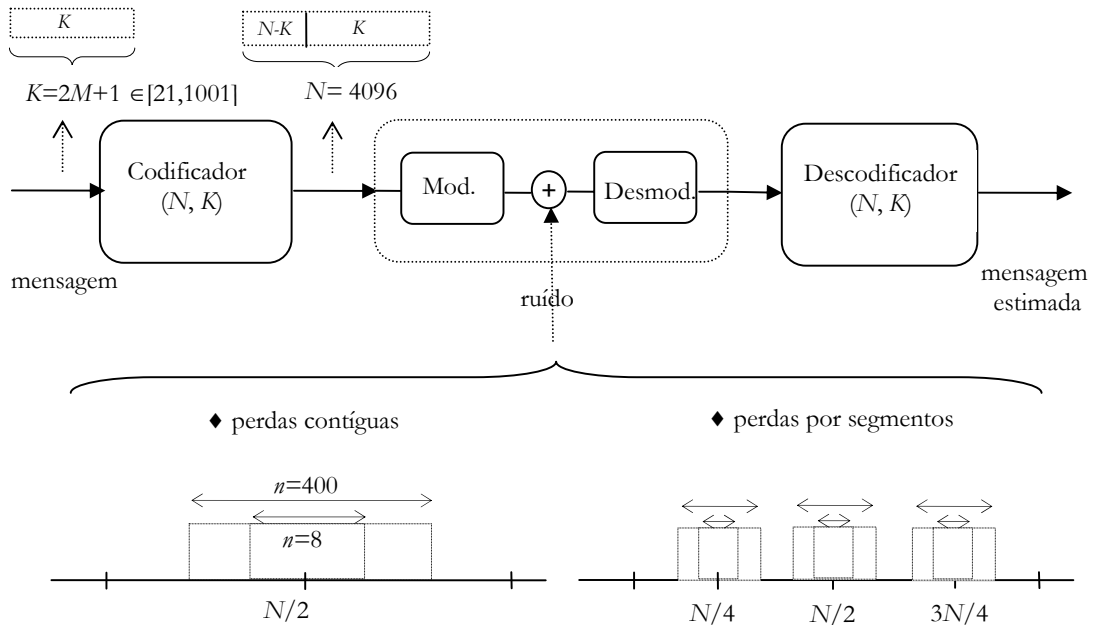 K
N-K
K
K=2M+1 ∈[21,1001]
N= 4096
Codificador
(N, K)
Mod.
+
Desmod.
Descodificador
(N, K)
mensagem
ruído
mensagem
estimada
♦ perdas contíguas
♦ perdas por segmentos
n=400
n=8
N/2
N/4
N/2
3N/4